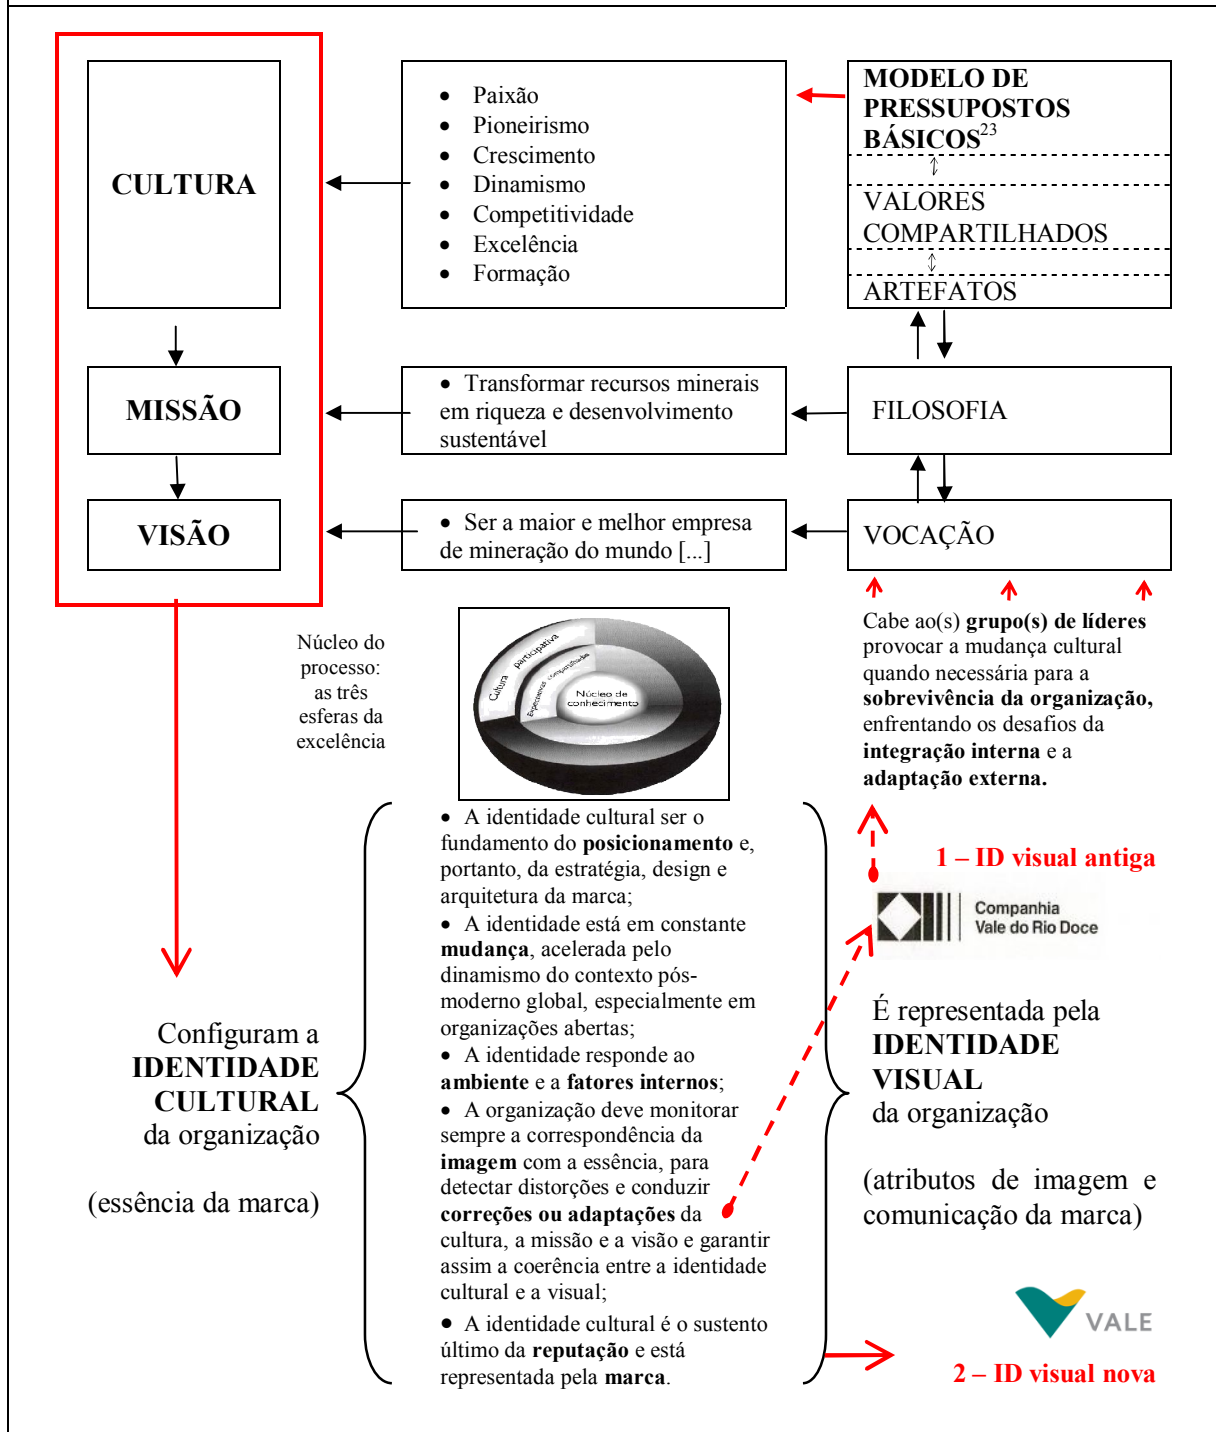 CULTURA
• Paixão
• Pioneirismo
• Crescimento
• Dinamismo
• Competitividade
• Excelência
• Formação
MODELO DE
PRESSUPOSTOS
BÁSICOS23
VALORES
COMPARTILHADOS
ARTEFATOS
MISSÃO
• Transformar recursos minerais
em riqueza e desenvolvimento
sustentável
FILOSOFIA
VISÃO
• Ser a maior e melhor empresa
de mineração do mundo [...]
VOCAÇÃO
Núcleo do
processo:
as três
esferas da
excelência
Cultura participativa
Expectativas compartilhadas
Núcleo de
conhecimento
Cabe ao(s) grupo(s) de líderes
provocar a mudança cultural
quando necessária para a
sobrevivência da organização,
enfrentando os desafios da
integração interna e a
adaptação externa.
Configuram a
IDENTIDADE
CULTURAL
da organização
(essência da marca)
• A identidade cultural ser o
fundamento do posicionamento e,
portanto, da estratégia, design e
arquitetura da marca;
• A identidade está em constante
mudança, acelerada pelo
dinamismo do contexto pós-
moderno global, especialmente em
organizações abertas;
• A identidade responde ao
ambiente e a fatores internos;
• A organização deve monitorar
sempre a correspondência da
imagem com a essência, para
detectar distorções e conduzir
correções ou adaptações da
cultura, a missão e a visão e garantir
assim a coerência entre a identidade
cultural e a visual;
• A identidade cultural é o sustento
último da reputação e está
representada pela marca.
1 – ID visual antiga
Companhia
Vale do Rio Doce
É representada pela
IDENTIDADE
VISUAL
da organização
(atributos de imagem e
comunicação da marca)
VALE
2 – ID visual nova